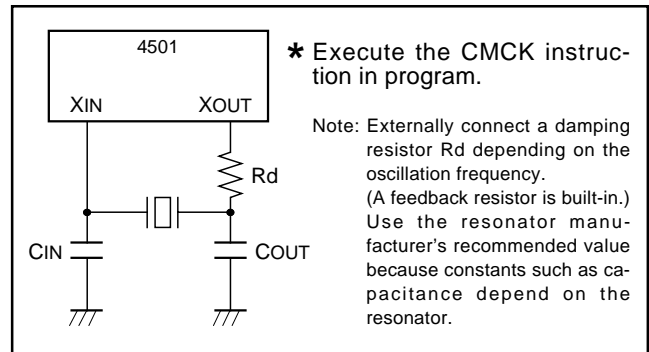 4501
XIN
XOUT
Rd
CIN
COUT
* Execute the CMCK instruc-
tion in program.
Note: Externally connect a damping
resistor Rd depending on the
oscillation frequency.
(A feedback resistor is built-in.)
Use the resonator manu-
facturer's recommended value
because constants such as ca-
pacitance depend on the
resonator.